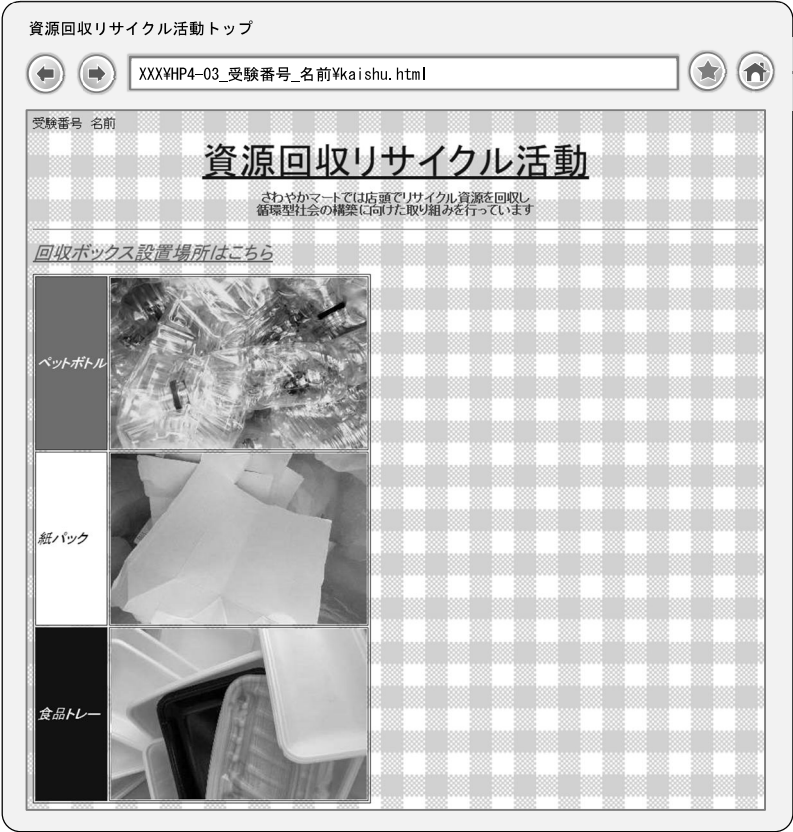 資源回収リサイクル活動トップ
XXX¥HP4-03_受験番号_名前¥kaishu.html
受験番号 名前
資源回収リサイクル活動
さわやかマートでは店頭でリサイクル資源を回収し
循環型社会の構築に向けた取り組みを行っています
回収ボックス設置場所はこちら
ペットボトル
紙パック
食品トレー